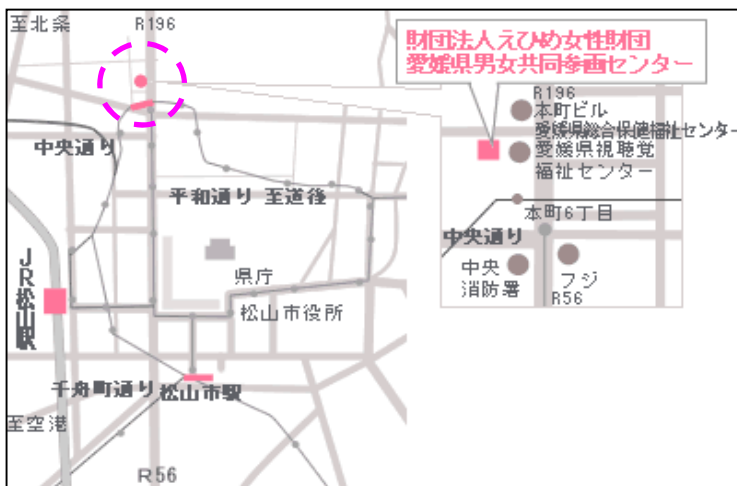 至北条
R196
中央通り
平和通り 至道後
JR松山駅
県庁
松山市役所
千舟町通り
松山市駅
至空港
R56
財団法人えひめ女性財団
愛媛県男女共同参画センター
R196
本町ビル
愛媛県総合保健福祉センター
愛媛県視聴覚
福祉センター
本町6丁目
中央通り
中央
消防署
フジ
R56